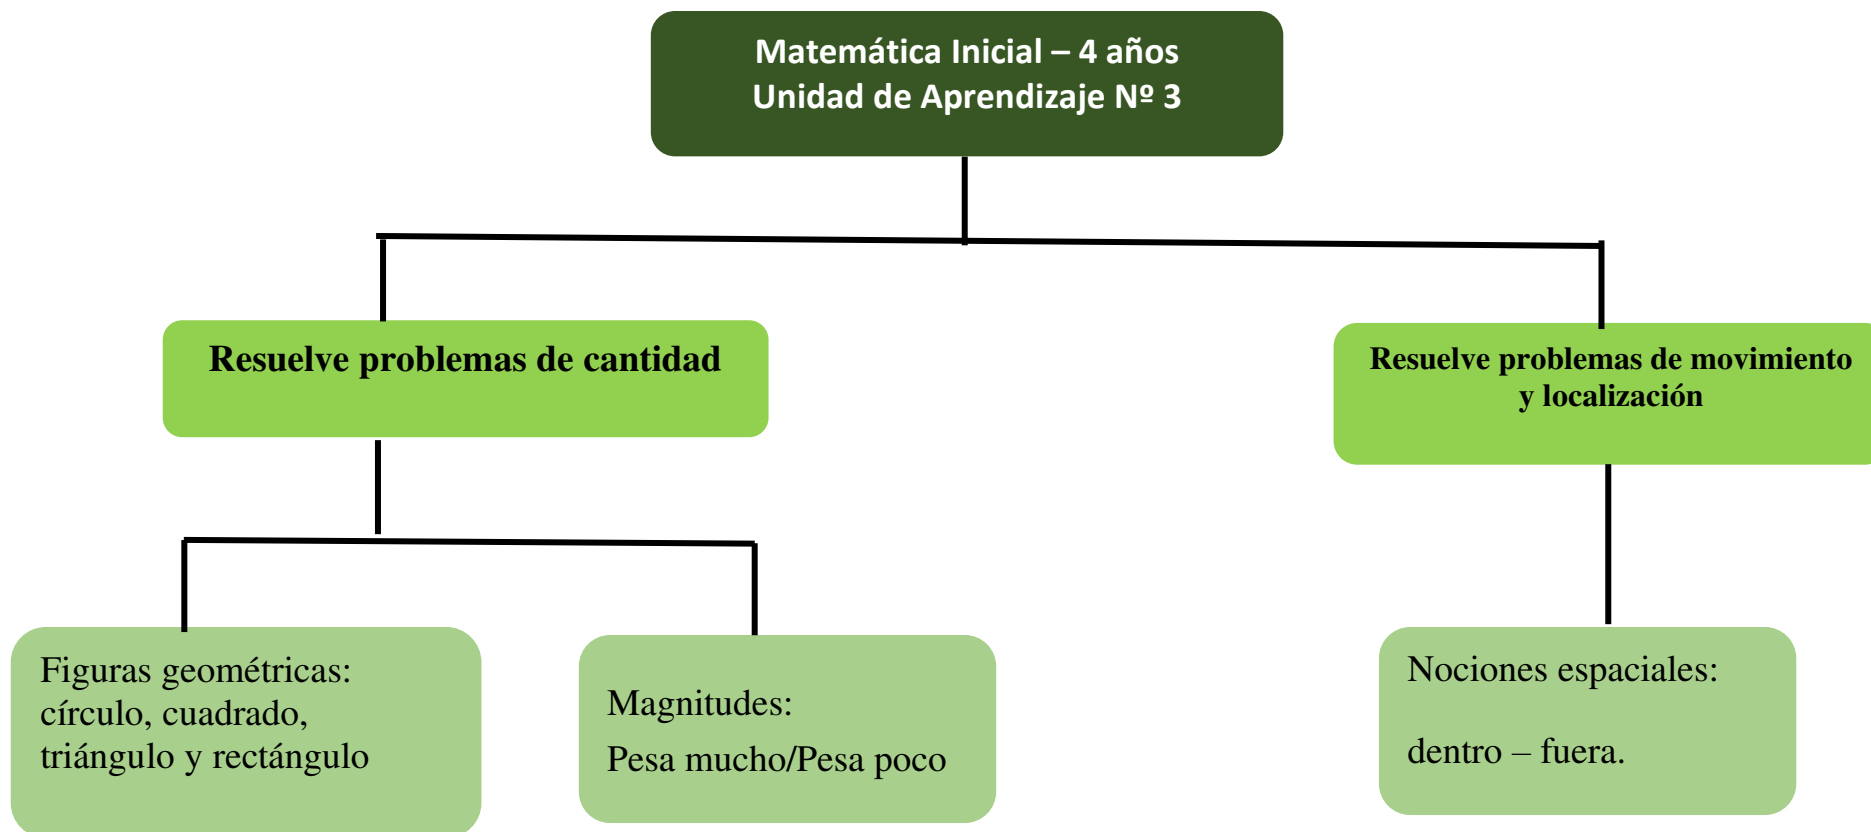 Matemática Inicial – 4 años
Unidad de Aprendizaje Nº 3
Resuelve problemas de cantidad
Resuelve problemas de movimiento
y localización
Figuras geométricas:
círculo, cuadrado,
triángulo y rectángulo
Magnitudes:
Pesa mucho/Pesa poco
Nociones espaciales:
dentro – fuera.